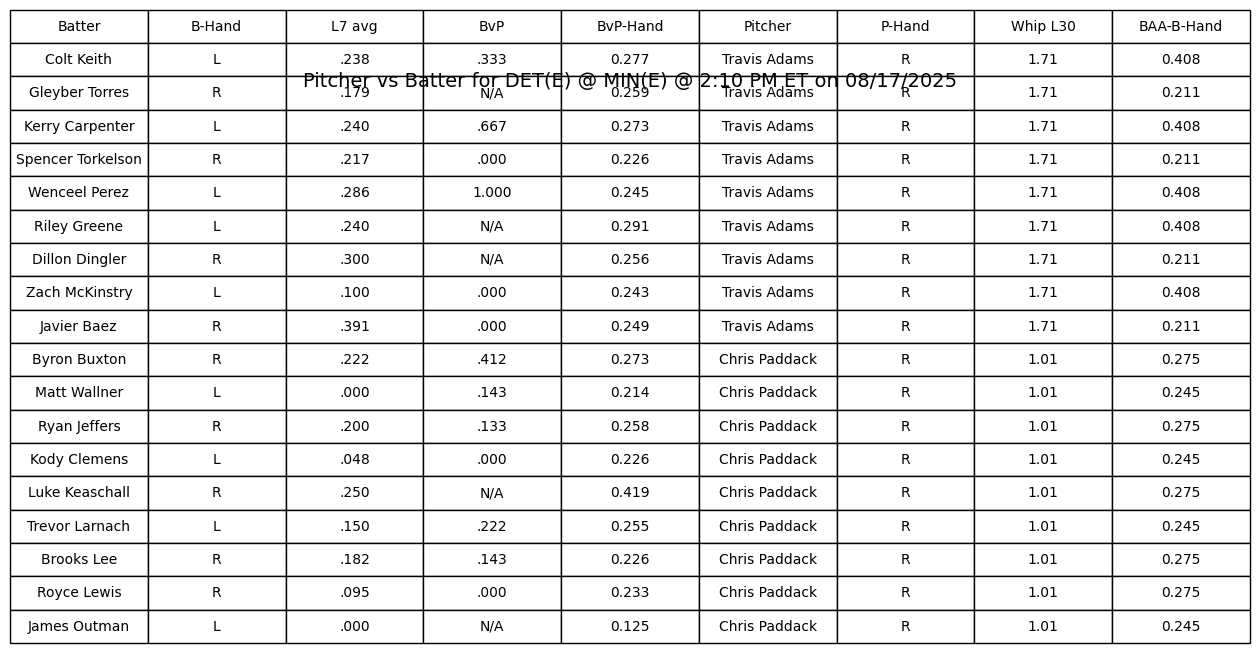 Batter B-Hand L7 avg BvP BvP-Hand Pitcher P-Hand Whip L30 BAA-B-Hand
Colt Keith L .238 .333 0.277 Travis Adams R 1.71 0.408
Pitcher vs Batter for DET(E) @ MIN(E) @ 2:10 PM ET on 08/17/2025
Gleyber Torres R .179 N/A 0.259 Travis Adams R 1.71 0.211
Kerry Carpenter L .240 .667 0.273 Travis Adams R 1.71 0.408
Spencer Torkelson R .217 .000 0.226 Travis Adams R 1.71 0.211
Wenceel Perez L .286 1.000 0.245 Travis Adams R 1.71 0.408
Riley Greene L .240 N/A 0.291 Travis Adams R 1.71 0.408
Dillon Dingler R .300 N/A 0.256 Travis Adams R 1.71 0.211
Zach McKinstry L .100 .000 0.243 Travis Adams R 1.71 0.408
Javier Baez R .391 .000 0.249 Travis Adams R 1.71 0.211
Byron Buxton R .222 .412 0.273 Chris Paddack R 1.01 0.275
Matt Wallner L .000 .143 0.214 Chris Paddack R 1.01 0.245
Ryan Jeffers R .200 .133 0.258 Chris Paddack R 1.01 0.275
Kody Clemens L .048 .000 0.226 Chris Paddack R 1.01 0.245
Luke Keaschall R .250 N/A 0.419 Chris Paddack R 1.01 0.275
Trevor Larnach L .150 .222 0.255 Chris Paddack R 1.01 0.245
Brooks Lee R .182 .143 0.226 Chris Paddack R 1.01 0.275
Royce Lewis R .095 .000 0.233 Chris Paddack R 1.01 0.275
James Outman L .000 N/A 0.125 Chris Paddack R 1.01 0.245